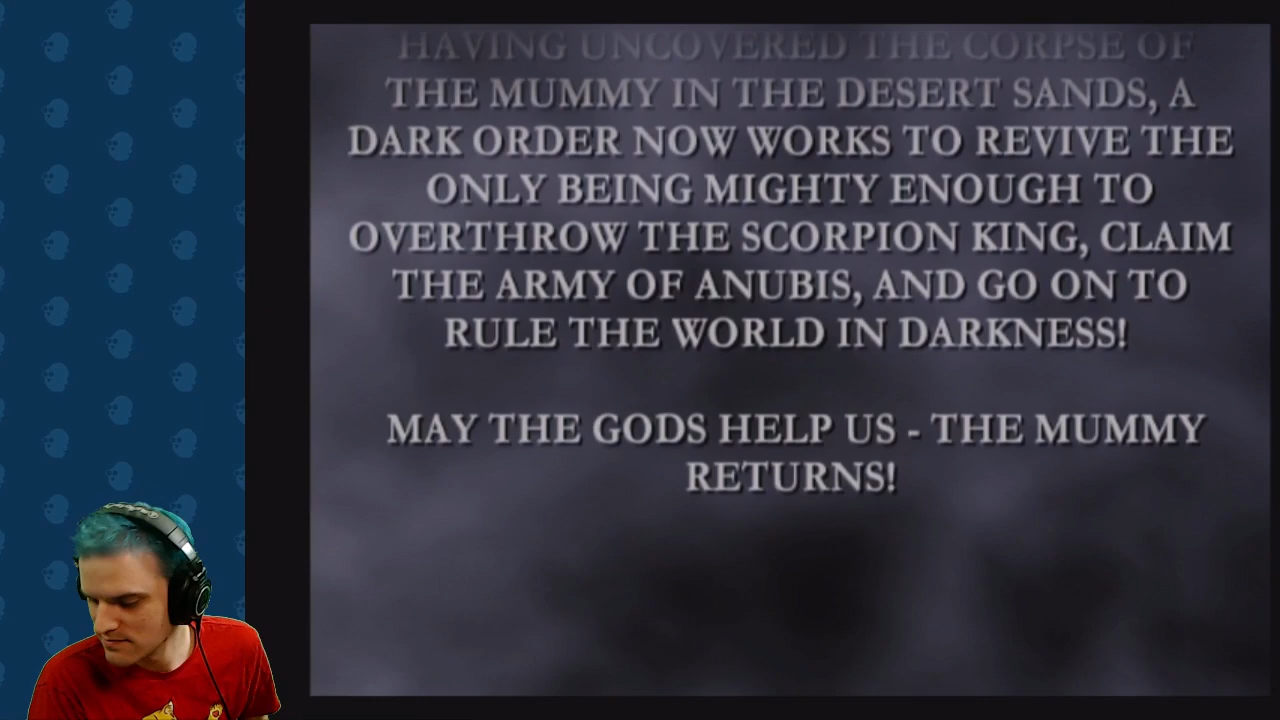 HAVING UNCOVERED THE CORPSE OF
THE MUMMY IN THE DESERT SANDS, A
DARK ORDER NOW WORKS TO REVIVE THE
ONLY BEING MIGHTY ENOUGH TO
OVERTHROW THE SCORPION KING, CLAIM
THE ARMY OF ANUBIS, AND GO ON TO
RULE THE WORLD IN DARKNESS!
MAY THE GODS HELP US - THE MUMMY
RETURNS!